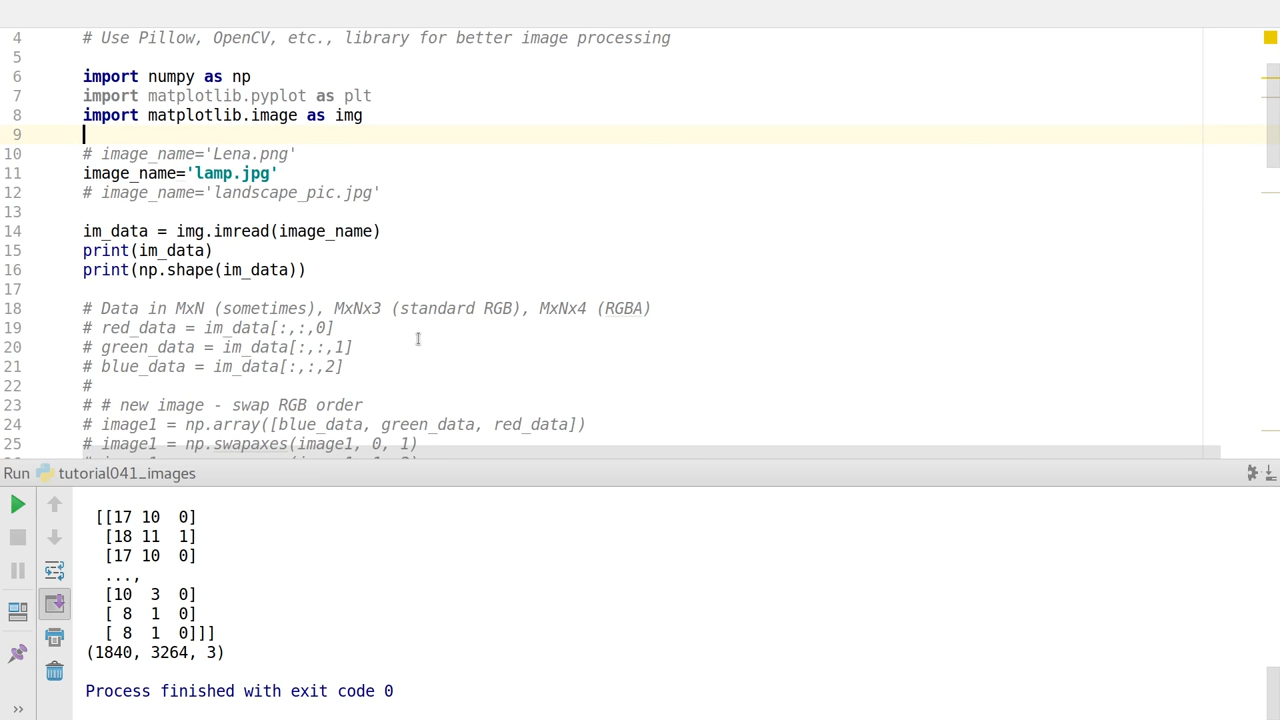 4 # Use Pillow, OpenCV, etc., library for better image processing
5
6 import numpy as np
7 import matplotlib.pyplot as plt
8 import matplotlib.image as img
9
10 # image_name='Lena.png'
11 image_name='lamp.jpg'
12 # image_name='landscape_pic.jpg'
13
14 im_data = img.imread(image_name)
15 print(im_data)
16 print(np.shape(im_data))
17
18 # Data in MxN (sometimes), MxNx3 (standard RGB), MxNx4 (RGBA)
19 # red_data = im_data[:,:,0]
20 # green_data = im_data[:,:,1]
21 # blue_data = im_data[:,:,2]
22 #
23 # # new image - swap RGB order
24 # image1 = np.array([blue_data, green_data, red_data])
25 # image1 = np.swapaxes(image1, 0, 1)
Run tutorial041_images
[[17 10  0]
[18 11  1]
[17 10  0]
...,
[10  3  0]
[ 8  1  0]
[ 8  1  0]]]
(1840, 3264, 3)
Process finished with exit code 0